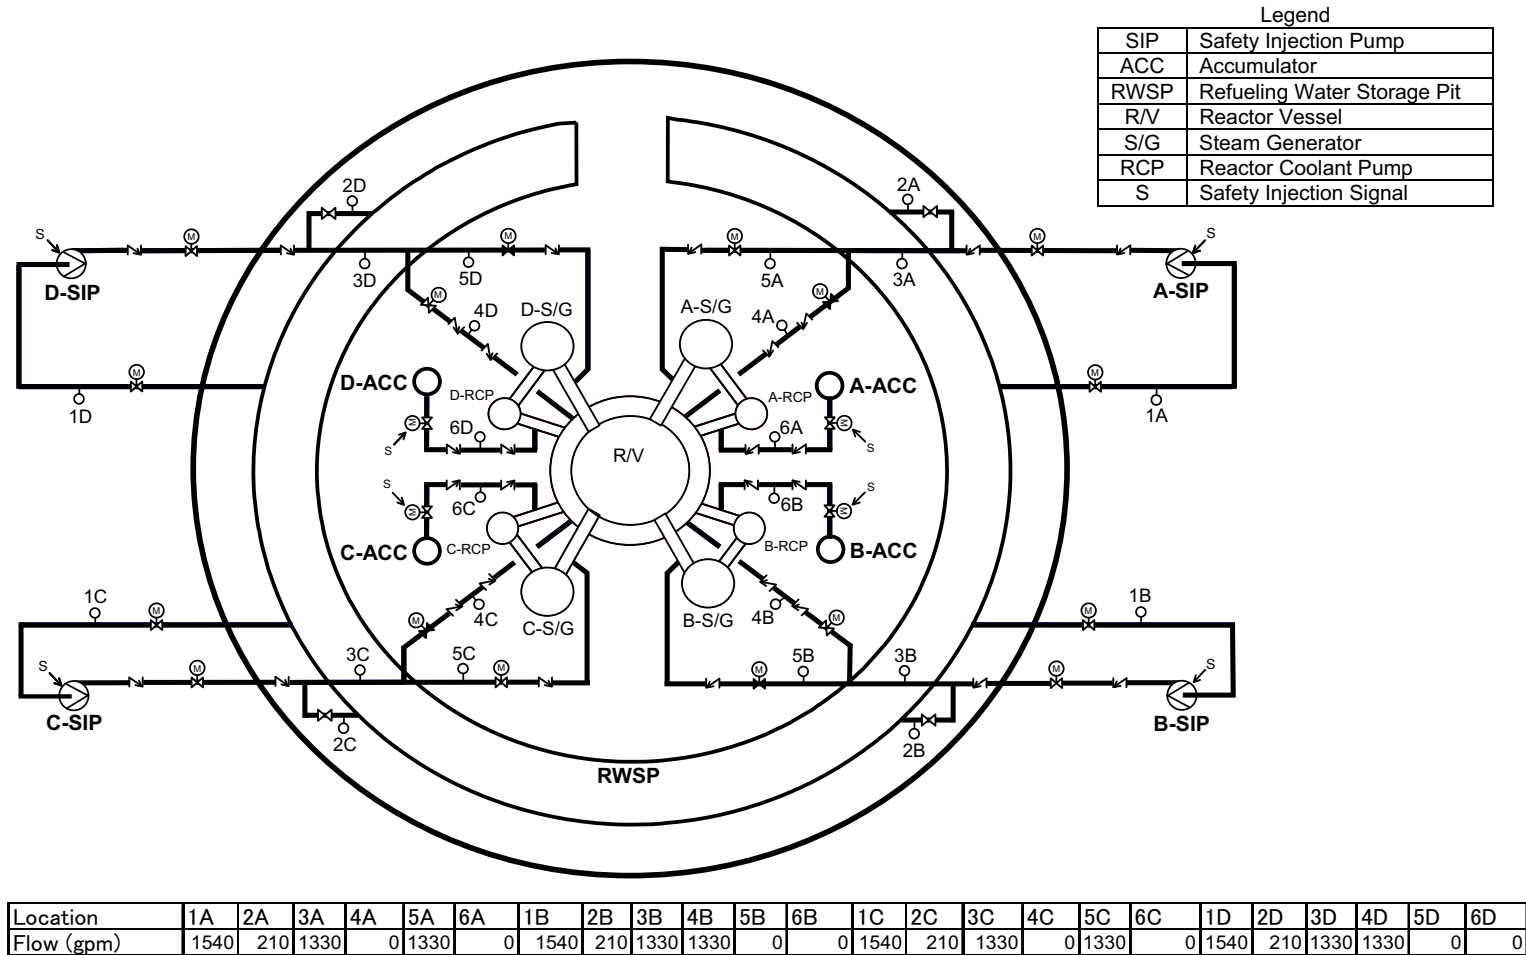 Legend
SIP Safety Injection Pump
ACC Accumulator
RWSP Refueling Water Storage Pit
R/V Reactor Vessel
S/G Steam Generator
RCP Reactor Coolant Pump
S Safety Injection Signal
2D 2A
S M M M M S
D-SIP 3D 5D 5A 3A A-SIP
M M
4D D-S/G A-S/G 4A
M M
D-ACC D-RCP A-RCP A-ACC
1D 1A
M 6D 6A M
S S
R/V
S S
M 6C 6B M
C-ACC C-RCP B-RCP B-ACC
1C 1B
M M
4C C-S/G B-S/G 4B
M M
3C 5C 5B 3B
S M M M M S
C-SIP B-SIP
2C 2B
RWSP
Location 1A 2A 3A 4A 5A 6A 1B 2B 3B 4B 5B 6B 1C 2C 3C 4C 5C 6C 1D 2D 3D 4D 5D 6D
Flow (gpm) 1540 210 1330 0 1330 0 1540 210 1330 1330 0 0 1540 210 1330 0 1330 0 1540 210 1330 1330 0 0